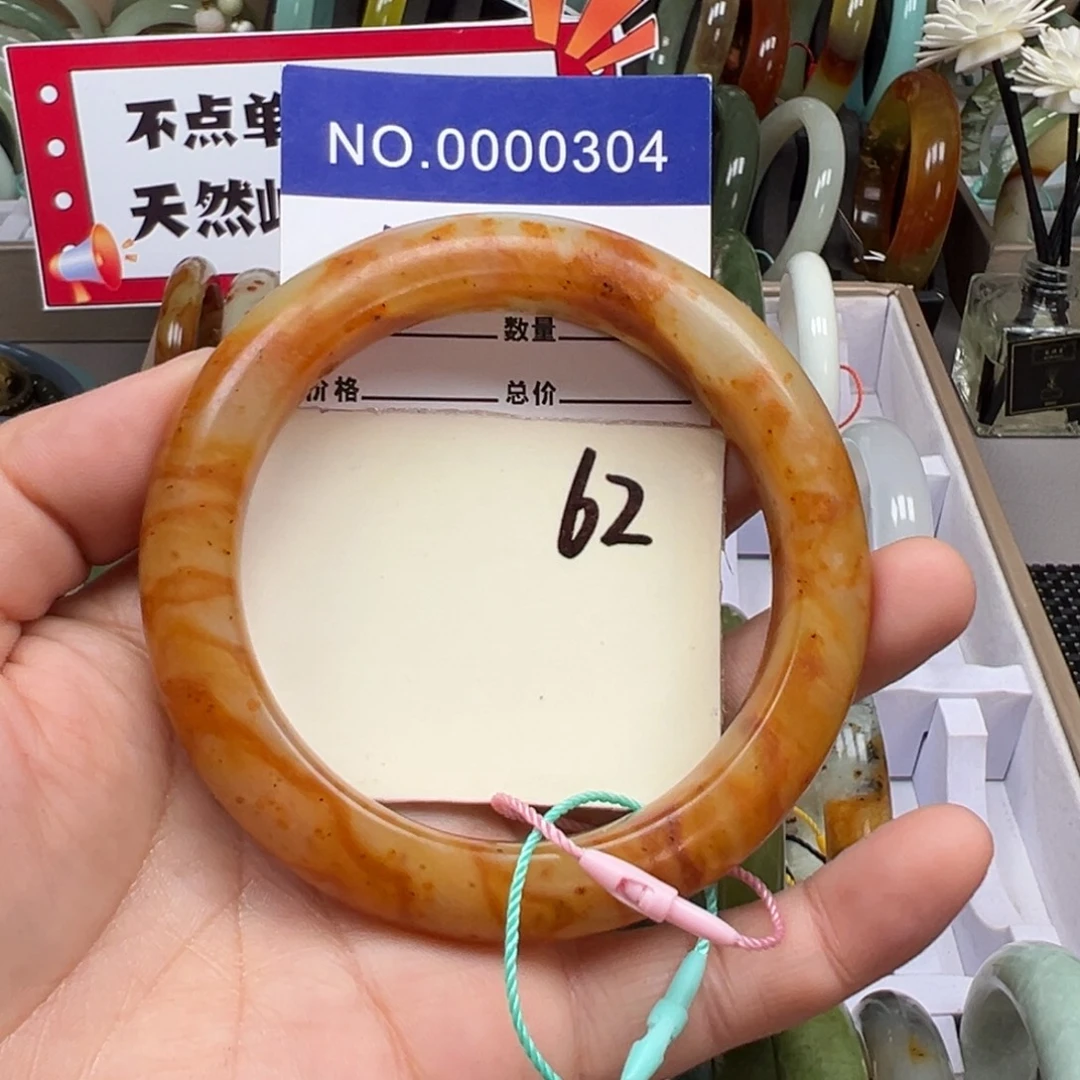 不点单
天然
NO.0000304
数量
价格
总价
62